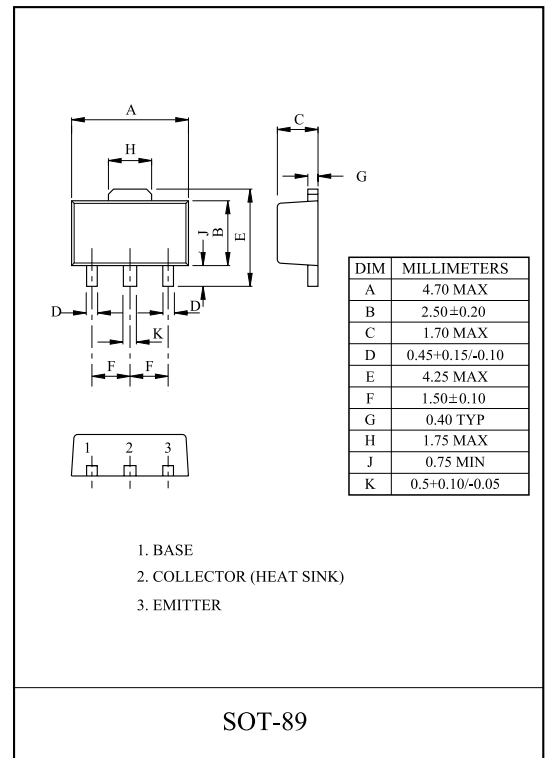 A
H
C
G
J
B
E
D
D
K
F
F
DIM MILLIMETERS
A 4.70 MAX
B 2.50±0.20
C 1.70 MAX
D 0.45+0.15/-0.10
E 4.25 MAX
F 1.50±0.10
G 0.40 TYP
H 1.75 MAX
J 0.75 MIN
K 0.5+0.10/-0.05
1 2 3
1. BASE
2. COLLECTOR (HEAT SINK)
3. EMITTER
SOT-89